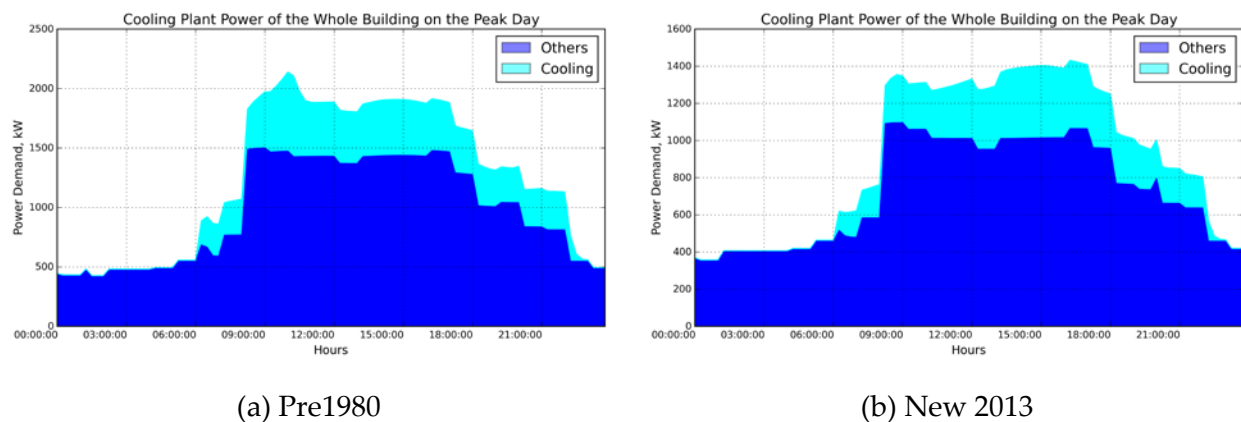 Cooling Plant Power of the Whole Building on the Peak Day
2500
2000
1500
1000
500
0
Power Demand, kW
Others
Cooling
00:00:00 03:00:00 06:00:00 09:00:00 12:00:00 15:00:00 18:00:00 21:00:00
Hours
(a) Pre1980
Cooling Plant Power of the Whole Building on the Peak Day
1600
1400
1200
1000
800
600
400
200
0
Power Demand, kW
Others
Cooling
00:00:00 03:00:00 06:00:00 09:00:00 12:00:00 15:00:00 18:00:00 21:00:00
Hours
(b) New 2013